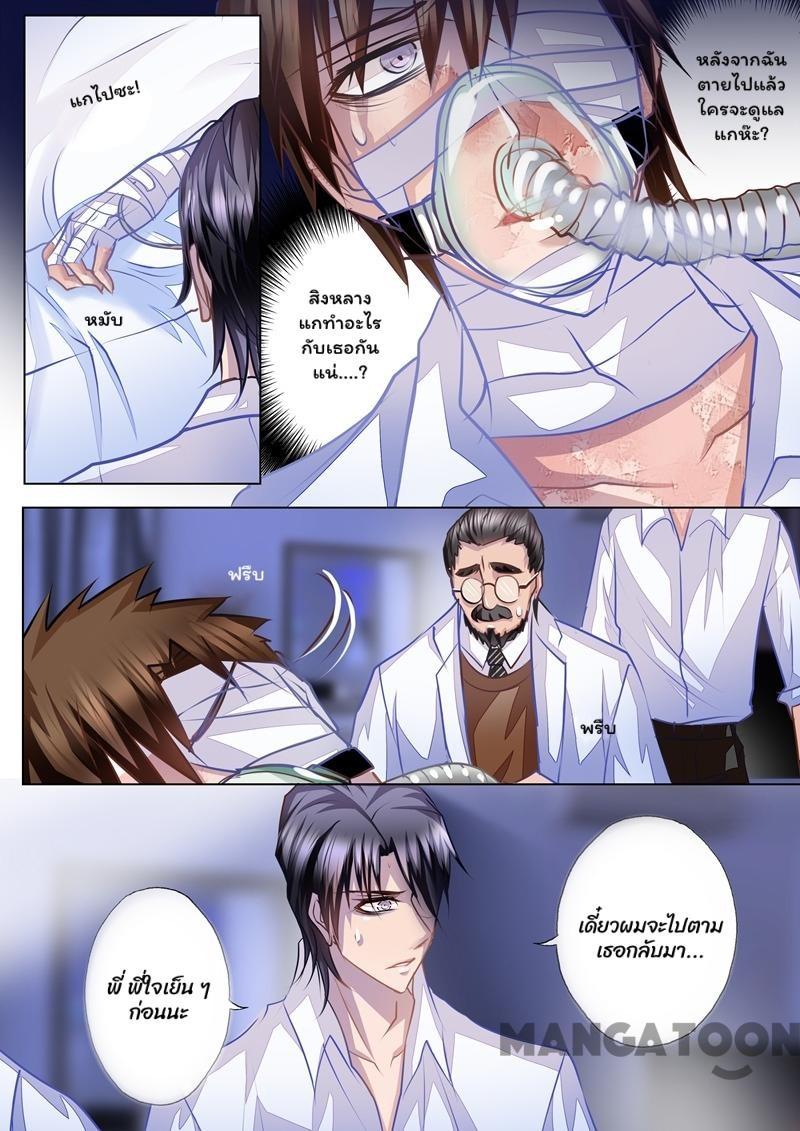 แกไปซะ!
หมับ
หลังจากฉัน
ตายไปแล้ว
ใครจะดูแล
แกห๊ะ?
สิงหลาง
แกทำอะไร
กับเธอกัน
แน่....?
ฟรึบ
ฟรึบ
พี่ พี่ใจเย็น ๆ
ก่อนนะ
เดี๋ยวผมจะไปตาม
เธอกลับมา...
MANGATOON